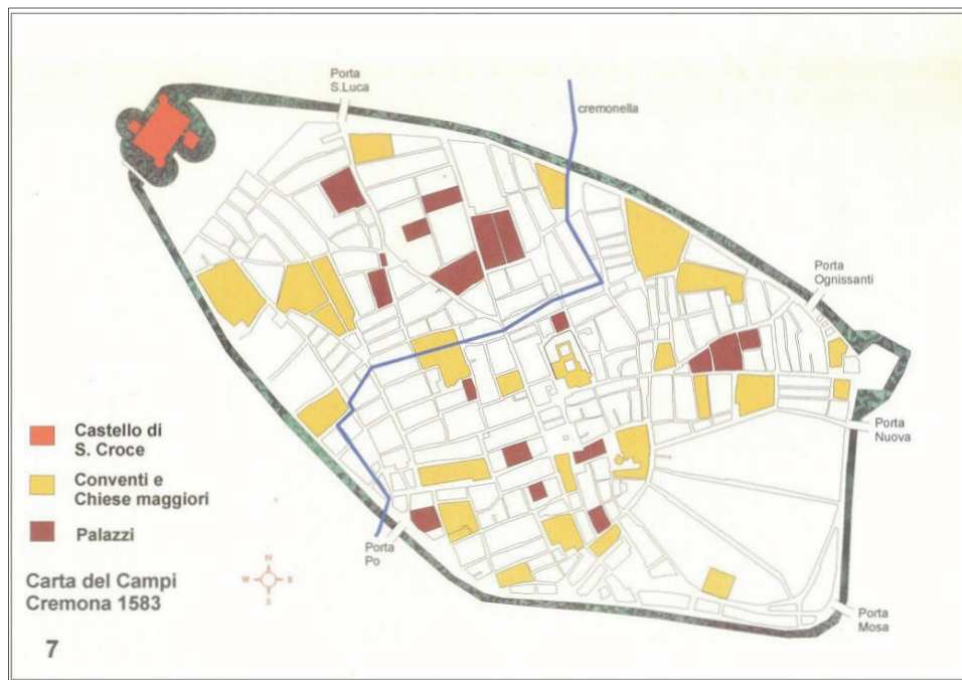 Porta
S.Luca
cremonella
Porta
Ognissanti
Porta
Nuova
Castello di
S. Croce
Conventi e
Chiese maggiori
Palazzi
Porta
Po
Carta del Campi
Cremona 1583
N
W
S
Porta
Mosa
7